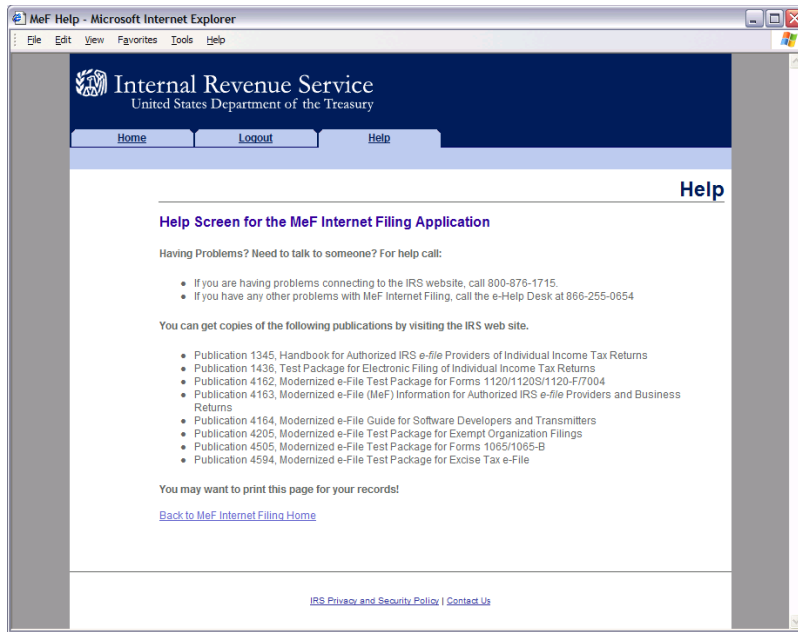 MeF Help - Microsoft Internet Explorer
File Edit View Favorites Tools Help
Internal Revenue Service
United States Department of the Treasury
Home Logout Help
Help
Help Screen for the MeF Internet Filing Application
Having Problems? Need to talk to someone? For help call:
If you are having problems connecting to the IRS website, call 800-876-1715.
If you have any other problems with MeF Internet Filing, call the e-Help Desk at 866-255-0654
You can get copies of the following publications by visiting the IRS web site.
Publication 1345, Handbook for Authorized IRS e-file Providers of Individual Income Tax Returns
Publication 1436, Test Package for Electronic Filing of Individual Income Tax Returns
Publication 4162, Modernized e-File Test Package for Forms 1120/1120S/1120-F/7004
Publication 4163, Modernized e-File (MeF) Information for Authorized IRS e-file Providers and Business
Returns
Publication 4164, Modernized e-File Guide for Software Developers and Transmitters
Publication 4205, Modernized e-File Test Package for Exempt Organization Filings
Publication 4505, Modernized e-File Test Package for Forms 1065/1065-B
Publication 4594, Modernized e-File Test Package for Excise Tax e-File
You may want to print this page for your records!
Back to MeF Internet Filing Home
IRS Privacy and Security Policy | Contact Us